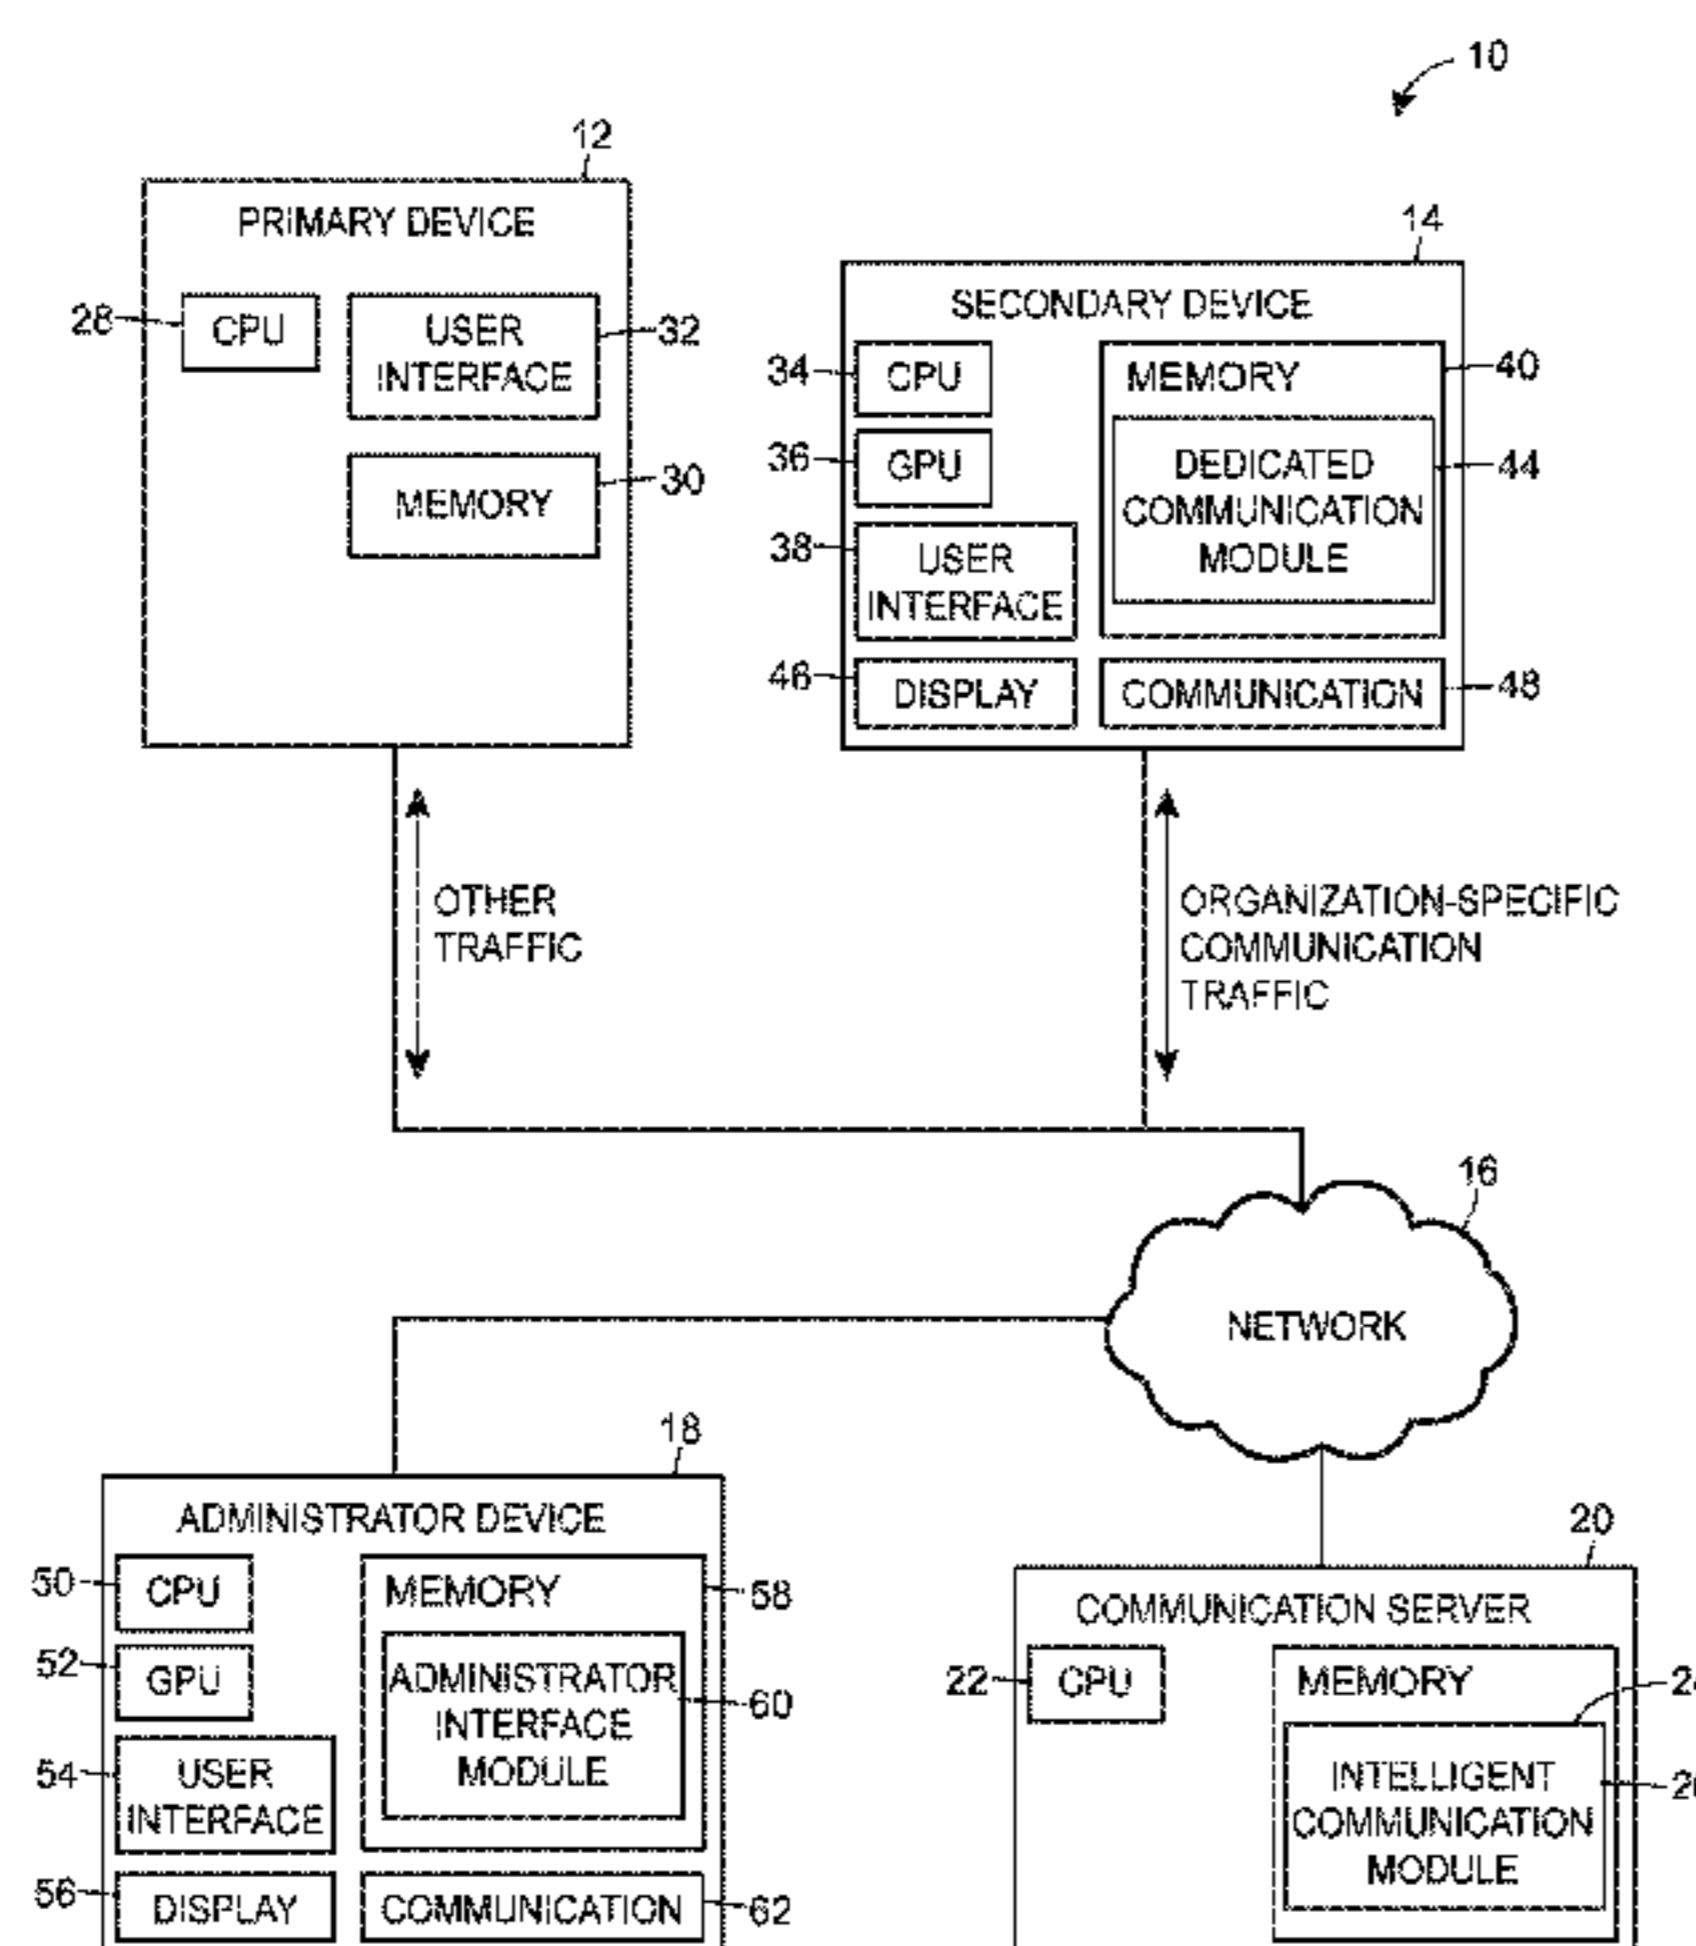 10
12
PRIMARY DEVICE
28
CPU
USER
INTERFACE
32
MEMORY
30
14
SECONDARY DEVICE
34
CPU
MEMORY
40
36
GPU
DEDICATED
COMMUNICATION
MODULE
44
38
USER
INTERFACE
46
DISPLAY
COMMUNICATION
48
OTHER
TRAFFIC
ORGANIZATION-SPECIFIC
COMMUNICATION
TRAFFIC
16
NETWORK
18
ADMINISTRATOR DEVICE
50
CPU
MEMORY
58
52
GPU
ADMINISTRATOR
INTERFACE
MODULE
60
54
USER
INTERFACE
56
DISPLAY
COMMUNICATION
62
20
COMMUNICATION SERVER
22
CPU
MEMORY
INTELLIGENT
COMMUNICATION
MODULE